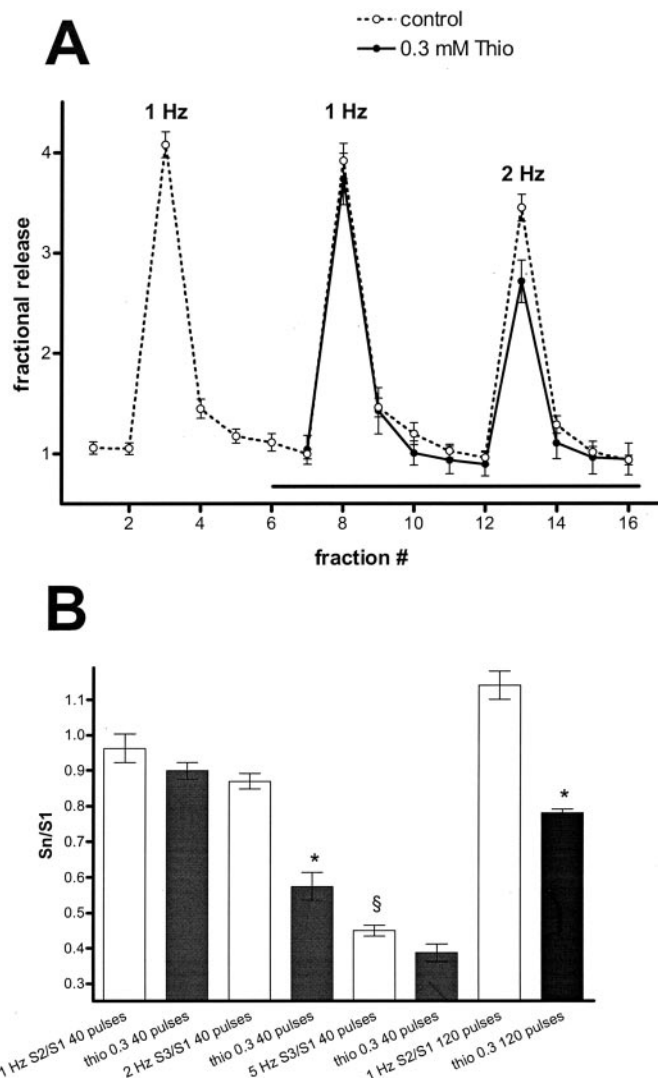 A
control
0.3 mM Thio
1 Hz
1 Hz
2 Hz
4
3
2
1
fractional release
2 4 6 8 10 12 14 16
fraction #
B
1.1
1.0
0.9
0.8
0.7
0.6
0.5
0.4
0.3
Sn/S1
*
§
*
1 Hz S2/S1 40 pulses
thio 0.3 40 pulses
2 Hz S3/S1 40 pulses
thio 0.3 40 pulses
5 Hz S3/S1 40 pulses
thio 0.3 40 pulses
1 Hz S2/S1 120 pulses
thio 0.3 120 pulses